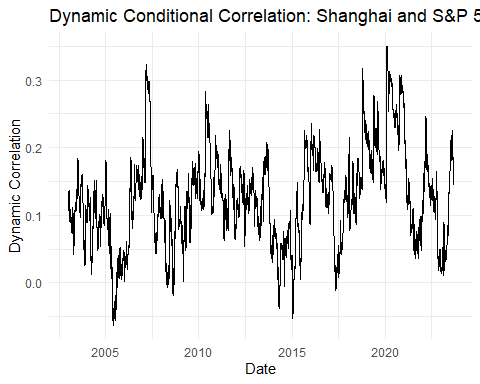 Dynamic Conditional Correlation: Shanghai and S&P 5
0.3
0.2
0.1
0.0
Dynamic Correlation
2005 2010 2015 2020
Date